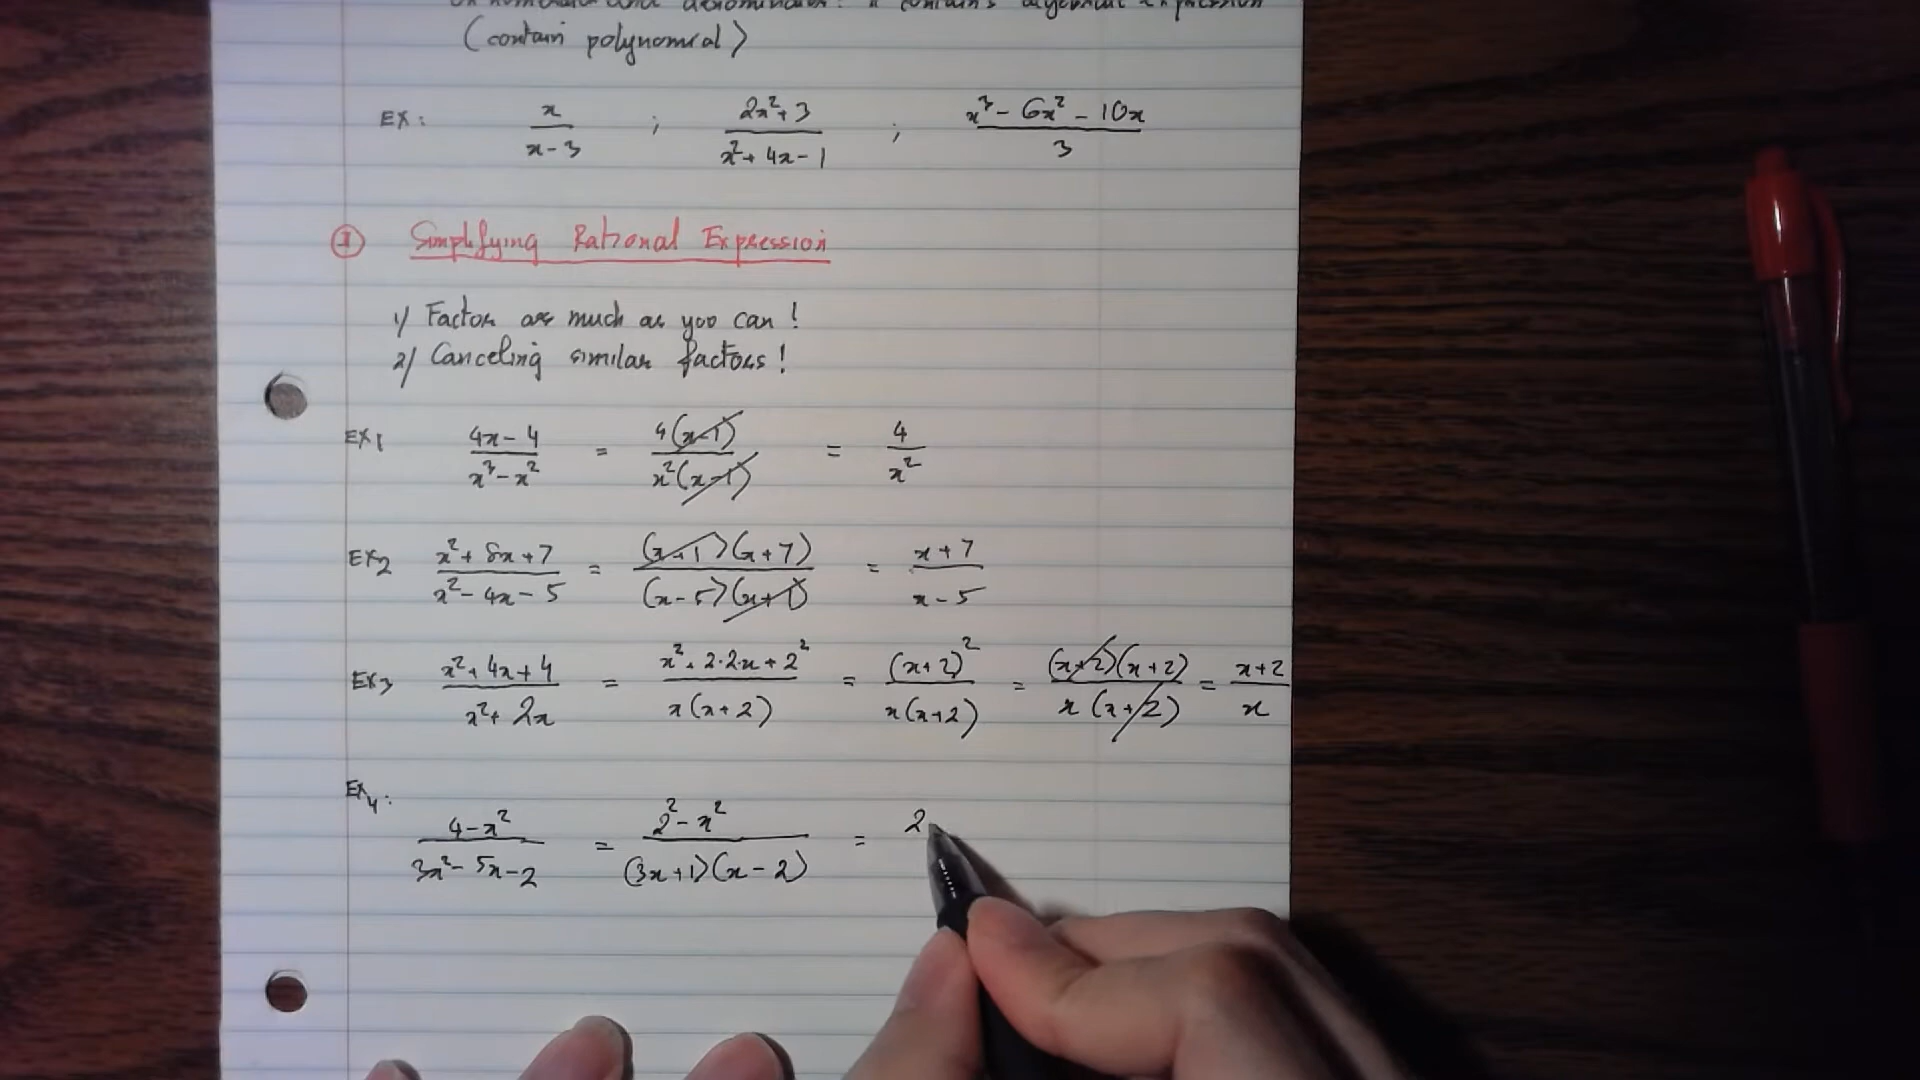 (contain polynomial)
EX: x/(x-3) ; (2x²+3)/(x²+4x-1) ; (x³-6x²-10x)/3
I Simplifying Rational Expression
1) Factor as much as you can!
2) Canceling similar factors!
EX1 (4x-4)/(x³-x²) = 4(x-1)/x²(x-1) = 4/x²
EX2 (x²+8x+7)/(x²-4x-5) = (x+1)(x+7)/(x-5)(x+1) = (x+7)/(x-5)
EX3 (x²+4x+4)/(x²+2x) = (x²+2·2·x+2²)/x(x+2) = (x+2)²/x(x+2) = (x+2)(x+2)/x(x+2) = (x+2)/x
EX4: (4-x²)/(3x²-5x-2) = (2²-x²)/(3x+1)(x-2) = 2